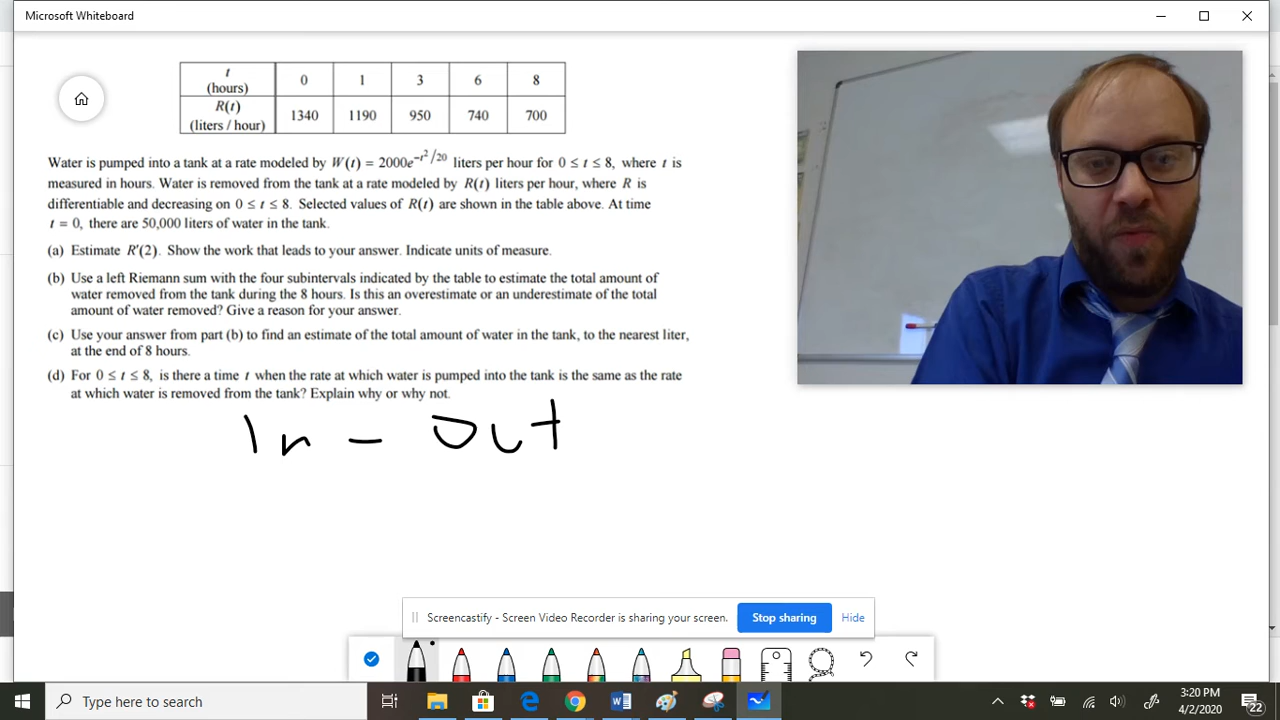 Microsoft Whiteboard
t (hours) 0 1 3 6 8
R(t) (liters / hour) 1340 1190 950 740 700
Water is pumped into a tank at a rate modeled by W(t) = 2000e^{-t²/20} liters per hour for 0 ≤ t ≤ 8, where t is
measured in hours. Water is removed from the tank at a rate modeled by R(t) liters per hour, where R is
differentiable and decreasing on 0 ≤ t ≤ 8. Selected values of R(t) are shown in the table above. At time
t = 0, there are 50,000 liters of water in the tank.
(a) Estimate R′(2). Show the work that leads to your answer. Indicate units of measure.
(b) Use a left Riemann sum with the four subintervals indicated by the table to estimate the total amount of
water removed from the tank during the 8 hours. Is this an overestimate or an underestimate of the total
amount of water removed? Give a reason for your answer.
(c) Use your answer from part (b) to find an estimate of the total amount of water in the tank, to the nearest liter,
at the end of 8 hours.
(d) For 0 ≤ t ≤ 8, is there a time t when the rate at which water is pumped into the tank is the same as the rate
at which water is removed from the tank? Explain why or why not.
In - Out
Screencastify - Screen Video Recorder is sharing your screen. Stop sharing Hide
Type here to search
3:20 PM
4/2/2020
22